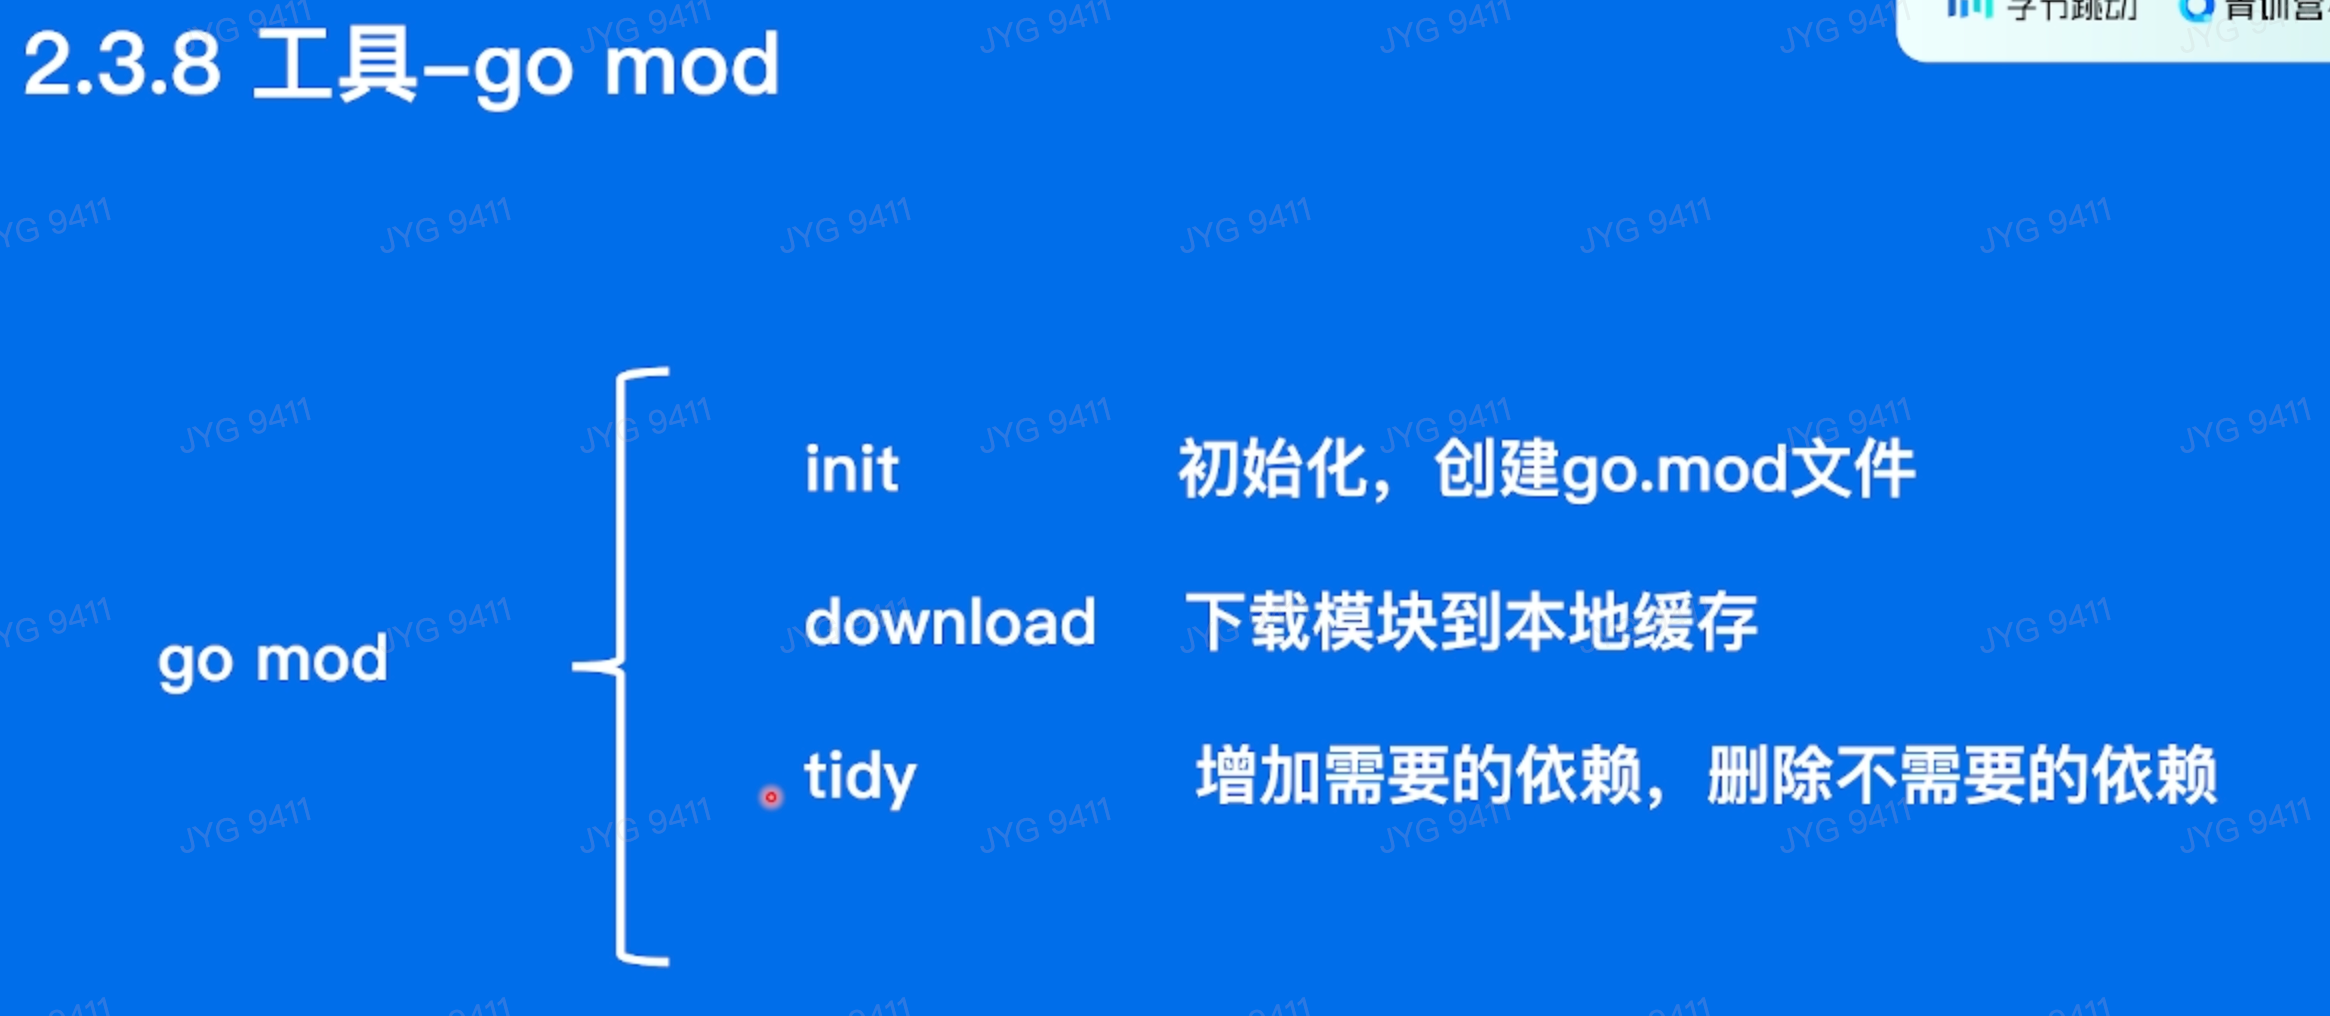 2.3.8 工具–go mod
字节跳动 青训营
go mod
init 初始化，创建go.mod文件
download 下载模块到本地缓存
tidy 增加需要的依赖，删除不需要的依赖
JYG 9411